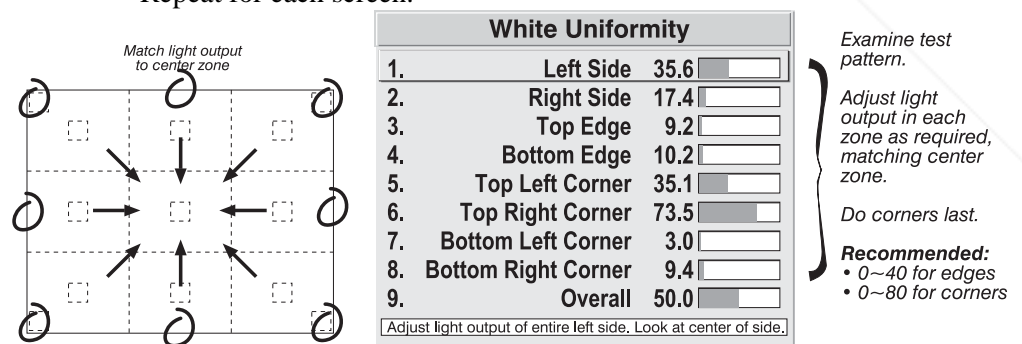 Repeat for each screen.
Match light output
to center zone
White Uniformity
1. Left Side 35.6
2. Right Side 17.4
3. Top Edge 9.2
4. Bottom Edge 10.2
5. Top Left Corner 35.1
6. Top Right Corner 73.5
7. Bottom Left Corner 3.0
8. Bottom Right Corner 9.4
9. Overall 50.0
Adjust light output of entire left side. Look at center of side.
Examine test
pattern.
Adjust light
output in each
zone as required,
matching center
zone.
Do corners last.
Recommended:
• 0~40 for edges
• 0~80 for corners